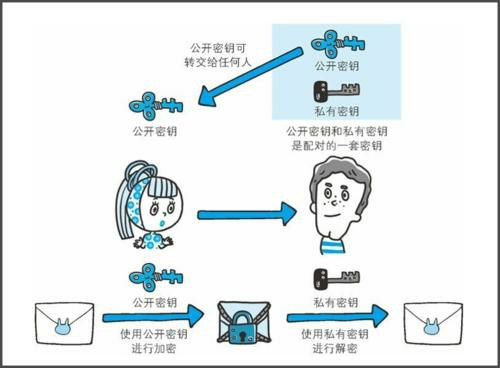 公开密钥可
转交给任何人
公开密钥
私有密钥
公开密钥
公开密钥和私有密钥
是配对的一套密钥
公开密钥
私有密钥
使用公开密钥
进行加密
使用私有密钥
进行解密